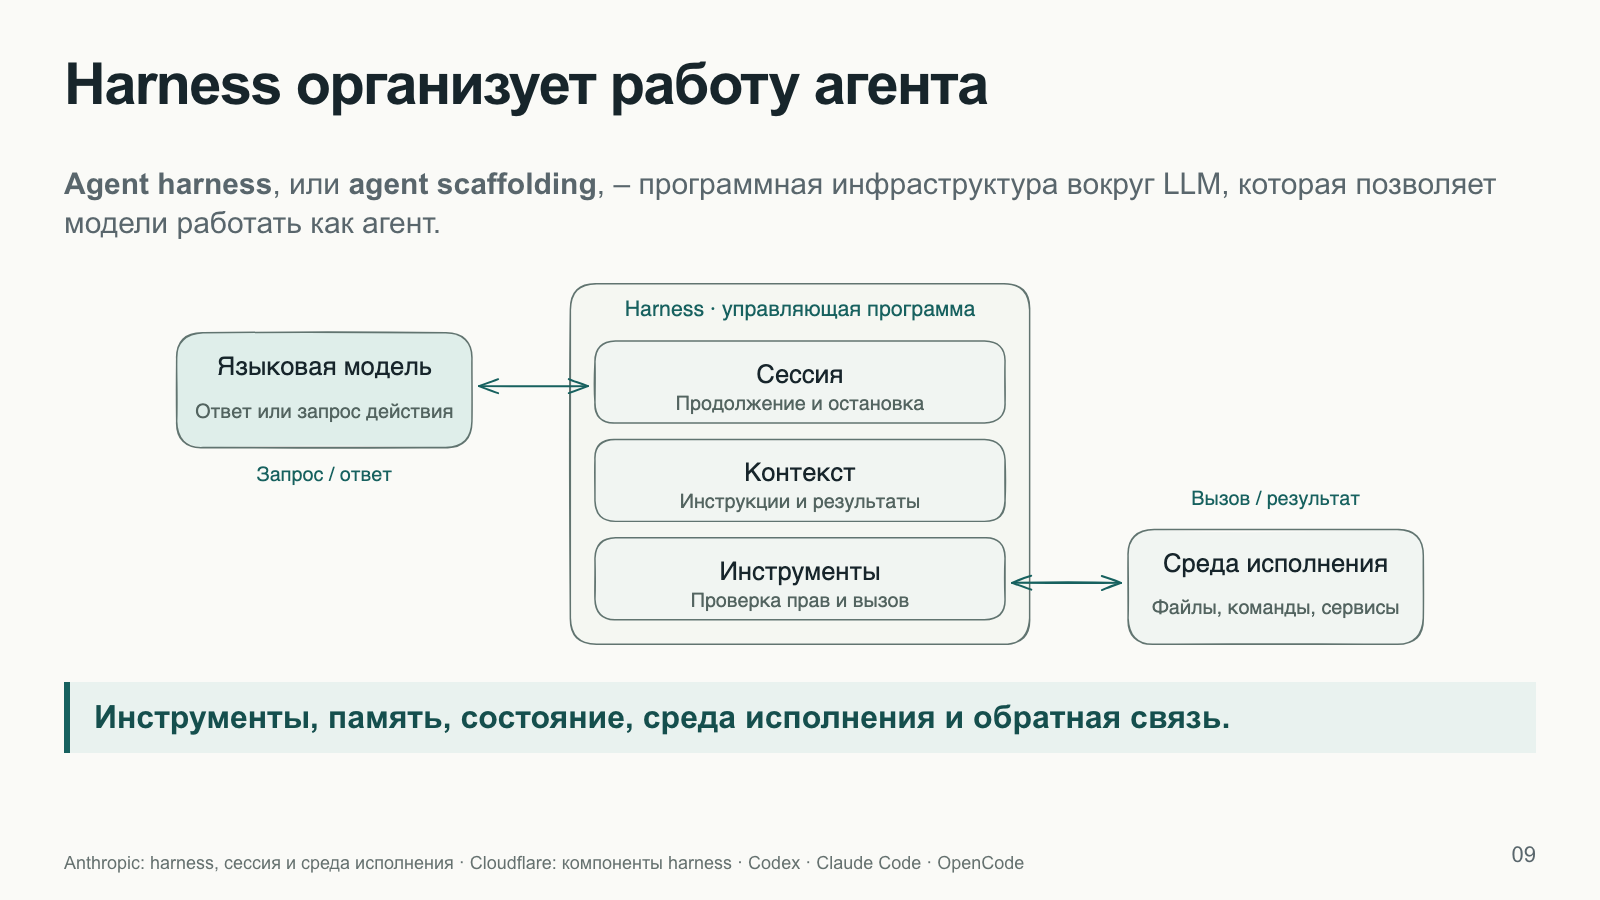 Harness организует работу агента
Agent harness, или agent scaffolding, – программная инфраструктура вокруг LLM, которая позволяет
модели работать как агент.
Harness · управляющая программа
Языковая модель
Ответ или запрос действия
Запрос / ответ
Сессия
Продолжение и остановка
Контекст
Инструкции и результаты
Инструменты
Проверка прав и вызов
Вызов / результат
Среда исполнения
Файлы, команды, сервисы
Инструменты, память, состояние, среда исполнения и обратная связь.
Anthropic: harness, сессия и среда исполнения · Cloudflare: компоненты harness · Codex · Claude Code · OpenCode
09